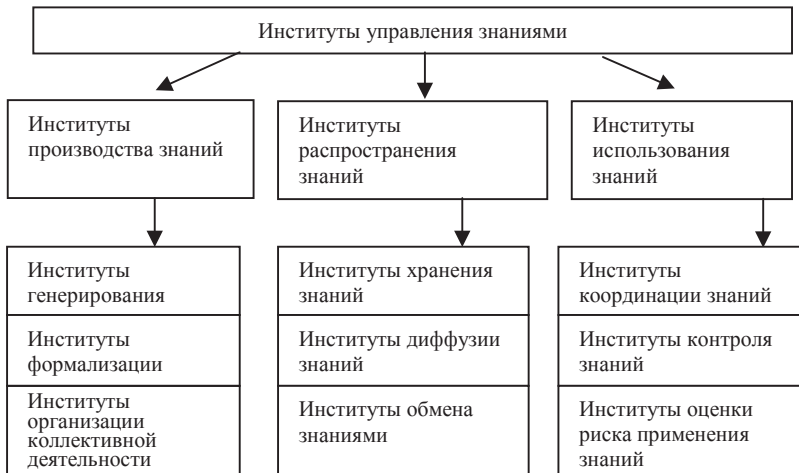 Институты управления знаниями
Институты
производства знаний
Институты
распространения
знаний
Институты
использования
знаний
Институты
генерирования
Институты
формализации
Институты
организации
коллективной
деятельности
Институты хранения
знаний
Институты диффузии
знаний
Институты обмена
знаниями
Институты
координации знаний
Институты контроля
знаний
Институты оценки
риска применения
знаний